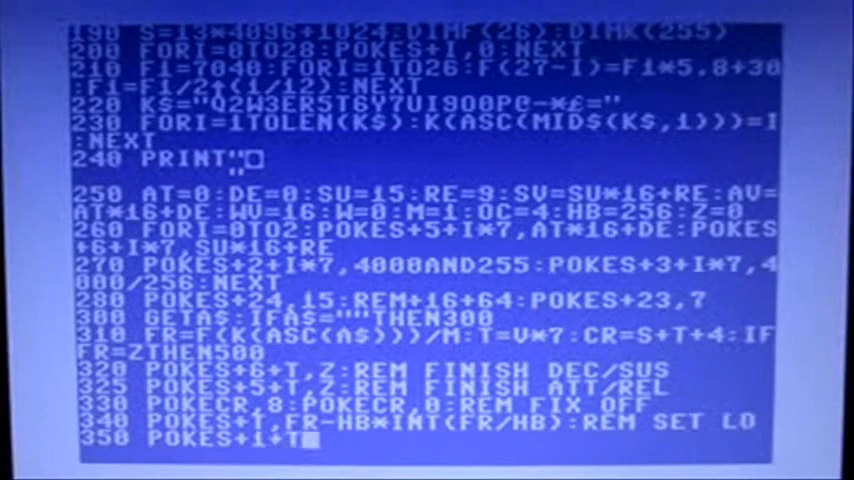 190 S=13*4096+1024:DIMF(26):DIMK(255)
200 FORI=0TO28:POKES+I,0:NEXT
210 F1=7040:FORI=1TO26:F(27-I)=F1*5.8+30
:F1=F1/2↑(1/12):NEXT
220 K$="Q2W3ER5T6Y7UI9O0P@-*£="
230 FORI=1TOLEN(K$):K(ASC(MID$(K$,1)))=I
:NEXT
240 PRINT"
"
250 AT=0:DE=0:SU=15:RE=9:SV=SU*16+RE:AV=
AT*16+DE:WV=16:W=0:M=1:OC=4:HB=256:Z=0
260 FORI=0TO2:POKES+5+I*7,AT*16+DE:POKES
+6+I*7,SU*16+RE
270 POKES+2+I*7,4000AND255:POKES+3+I*7,4
000/256:NEXT
280 POKES+24,15:REM+16+64:POKES+23,7
300 GETA$:IFA$=""THEN300
310 FR=F(K(ASC(A$)))/M:T=V*7:CR=S+T+4:IF
FR=ZTHEN500
320 POKES+6+T,Z:REM FINISH DEC/SUS
325 POKES+5+T,Z:REM FINISH ATT/REL
330 POKECR,8:POKECR,0:REM FIX OFF
340 POKES+T,FR-HB*INT(FR/HB):REM SET LO
350 POKES+1+T